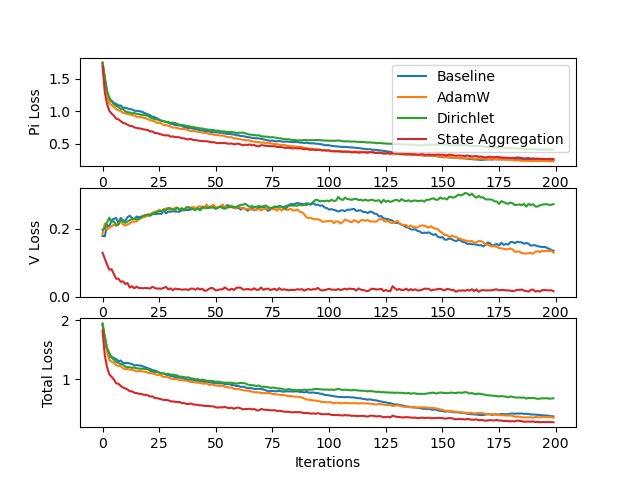 Pi Loss
1.5
1.0
0.5
Baseline
AdamW
Dirichlet
State Aggregation
0 25 50 75 100 125 150 175 200
V Loss
0.2
0.0
0 25 50 75 100 125 150 175 200
Total Loss
2
1
0 25 50 75 100 125 150 175 200
Iterations